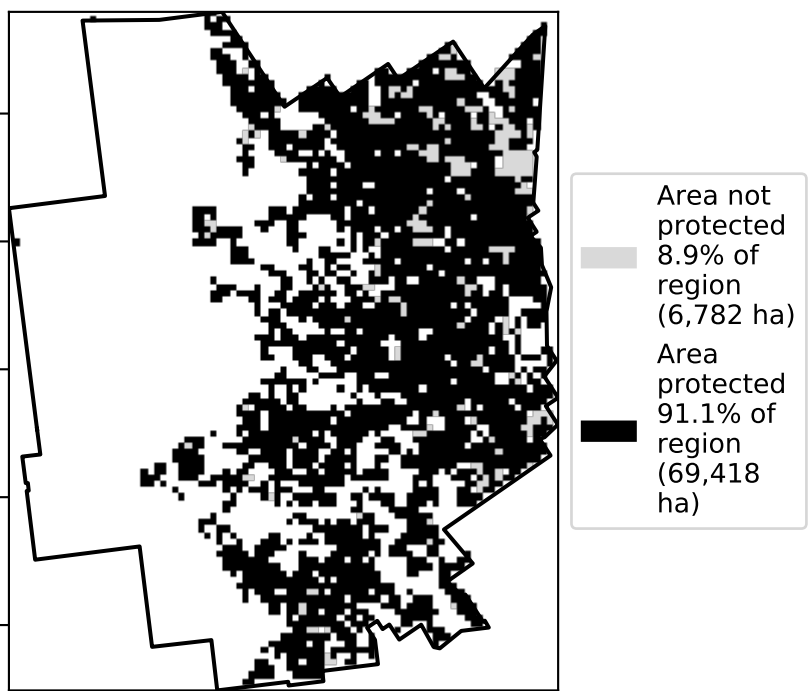 Area not
protected
8.9% of
region
(6,782 ha)
Area
protected
91.1% of
region
(69,418
ha)